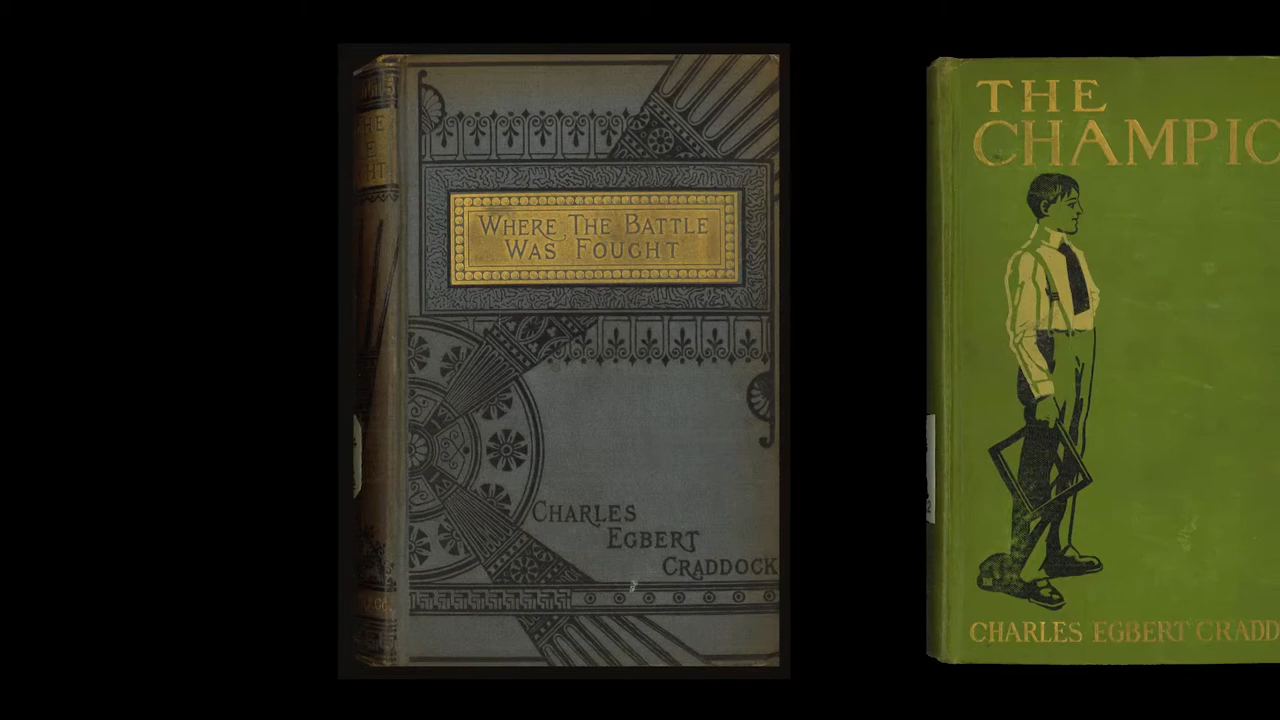 WHERE THE BATTLE
WAS FOUGHT
CHARLES
EGBERT
CRADDOCK
THE
CHAMPIO
CHARLES EGBERT CRADD